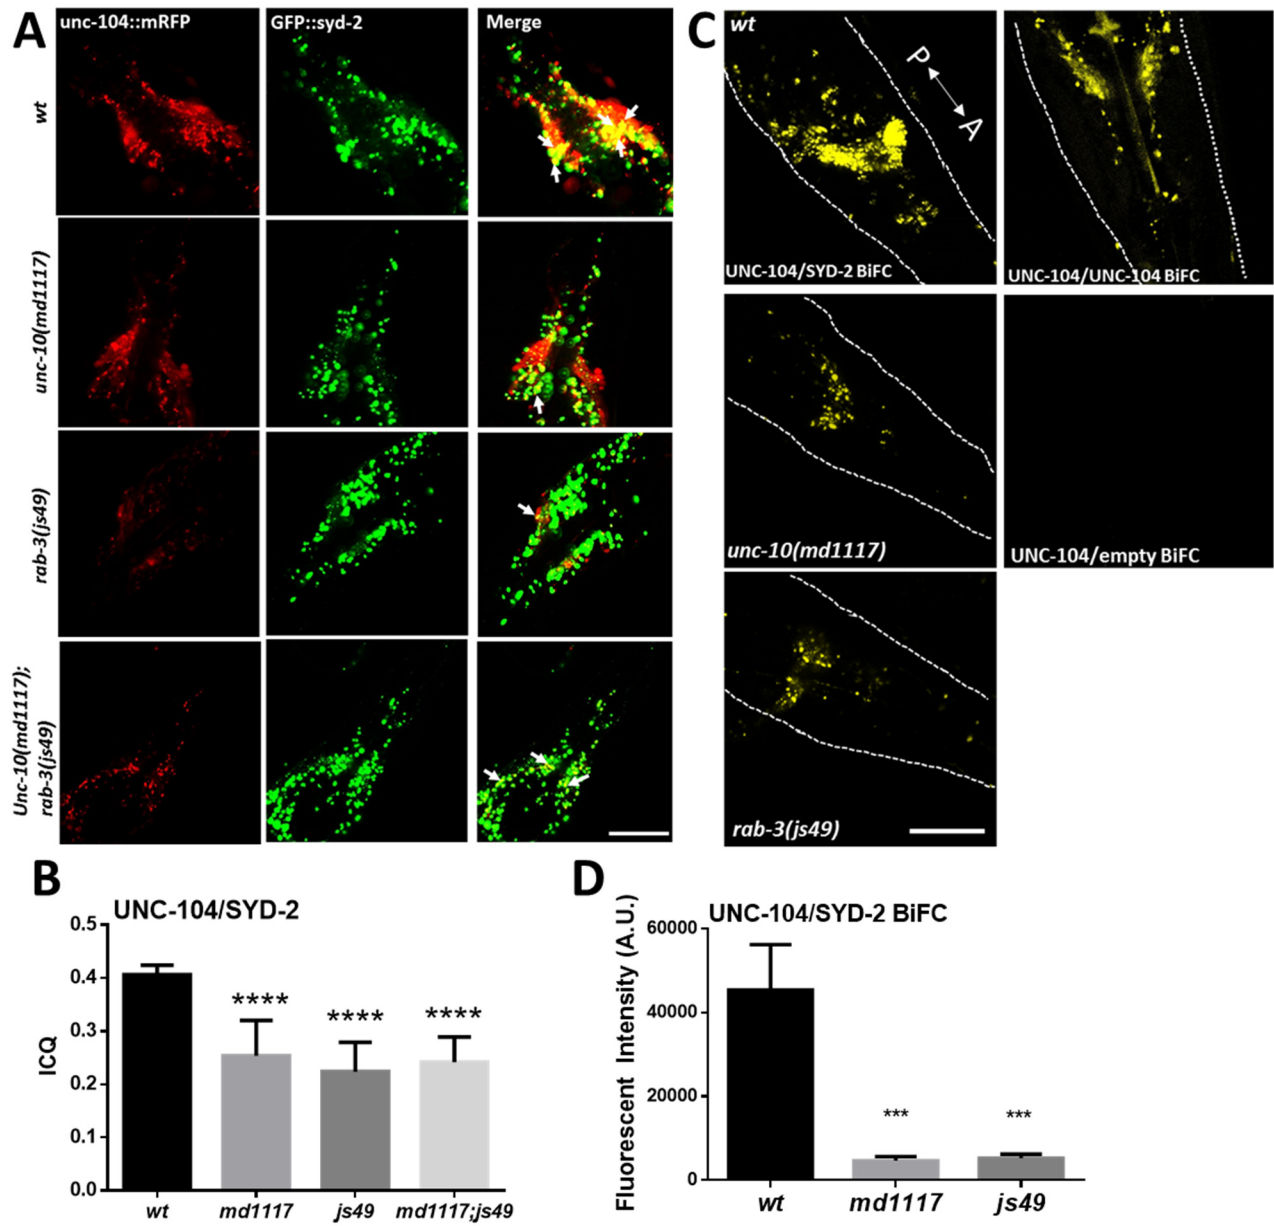 A
unc-104::mRFP
GFP::syd-2
Merge
wt
unc-10(md1117)
rab-3(js49)
Unc-10(md1117);
rab-3(js49)
C
wt
P
A
UNC-104/SYD-2 BiFC
UNC-104/UNC-104 BiFC
unc-10(md1117)
UNC-104/empty BiFC
rab-3(js49)
B
UNC-104/SYD-2
ICQ
0.5
0.4
0.3
0.2
0.1
0.0
****
****
****
wt
md1117
js49
md1117;js49
D
UNC-104/SYD-2 BiFC
Fluorescent Intensity (A.U.)
60000
40000
20000
0
***
***
wt
md1117
js49